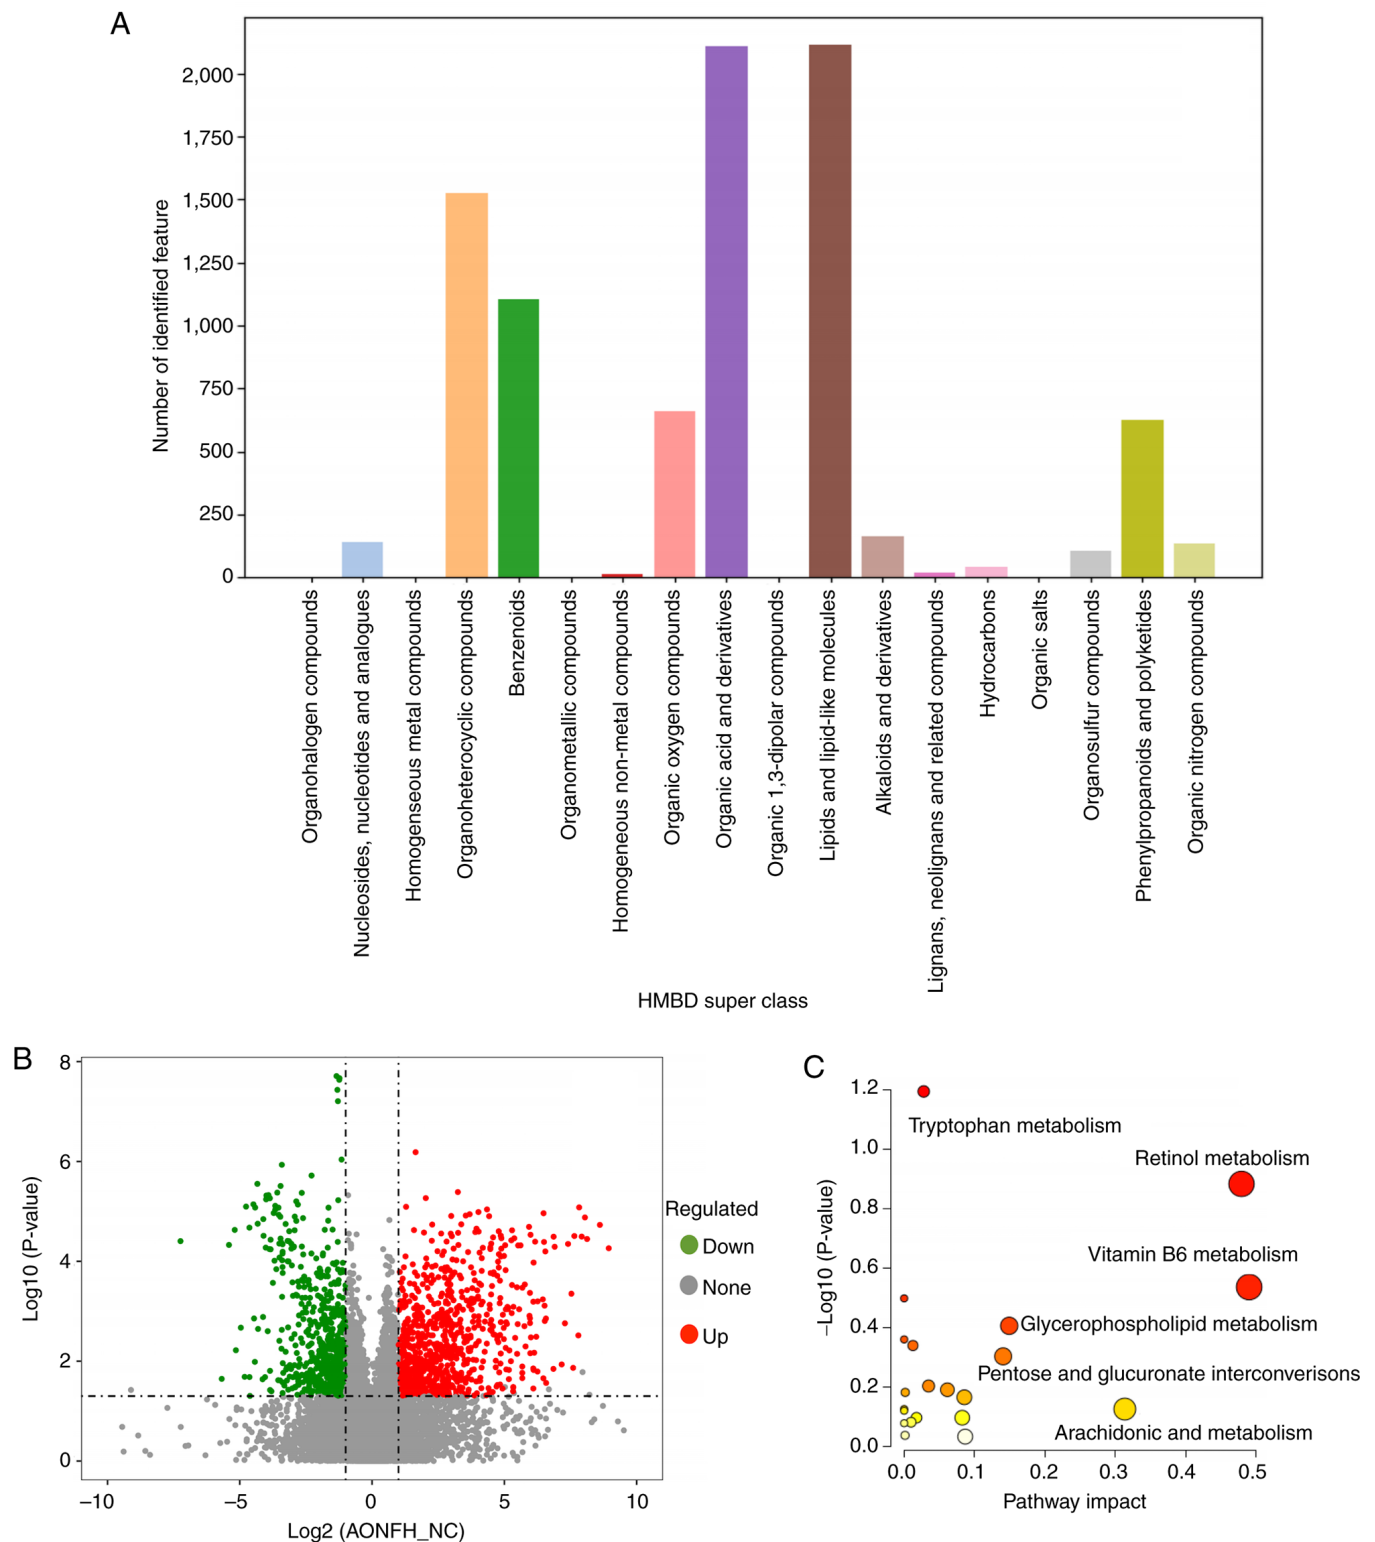 A
2,000
1,750
1,500
1,250
1,000
750
500
250
0
Number of identified feature
Organohalogen compounds
Nucleosides, nucleotides and analogues
Homogenseous metal compounds
Organoheterocyclic compounds
Benzenoids
Organometallic compounds
Homogeneous non-metal compounds
Organic oxygen compounds
Organic acid and derivatives
Organic 1,3-dipolar compounds
Lipids and lipid-like molecules
Alkaloids and derivatives
Lignans, neolignans and related compounds
Hydrocarbons
Organic salts
Organosulfur compounds
Phenylpropanoids and polyketides
Organic nitrogen compounds
HMBD super class
B
8
6
4
2
0
Log10 (P-value)
−10
−5
0
5
10
Log2 (AONFH_NC)
Regulated
Down
None
Up
C
1.2
1.0
0.8
0.6
0.4
0.2
0.0
−Log10 (P-value)
Tryptophan metabolism
Retinol metabolism
Vitamin B6 metabolism
Glycerophospholipid metabolism
Pentose and glucuronate interconverisons
Arachidonic and metabolism
0.0
0.1
0.2
0.3
0.4
0.5
Pathway impact